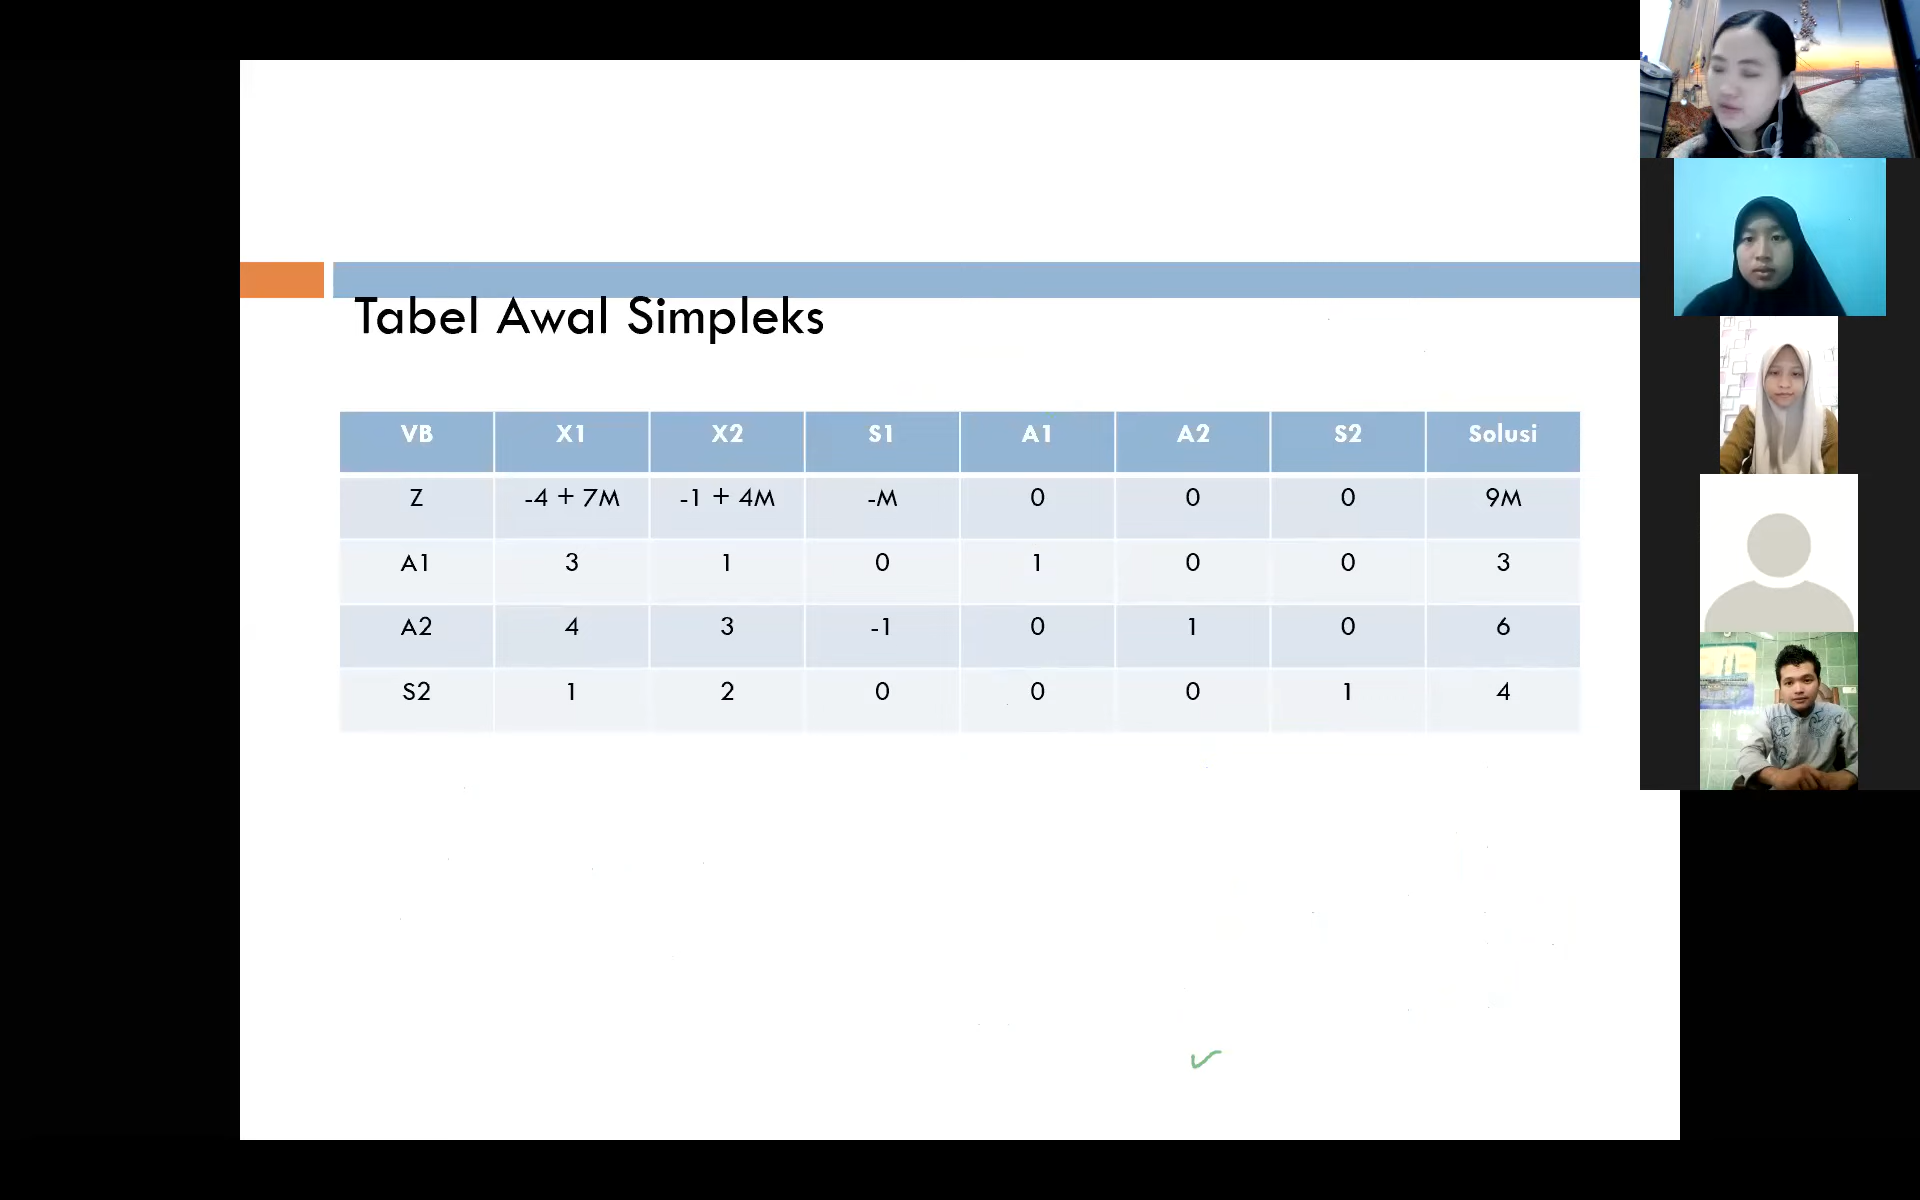 Tabel Awal Simpleks
VB X1 X2 S1 A1 A2 S2 Solusi
Z -4 + 7M -1 + 4M -M 0 0 0 9M
A1 3 1 0 1 0 0 3
A2 4 3 -1 0 1 0 6
S2 1 2 0 0 0 1 4